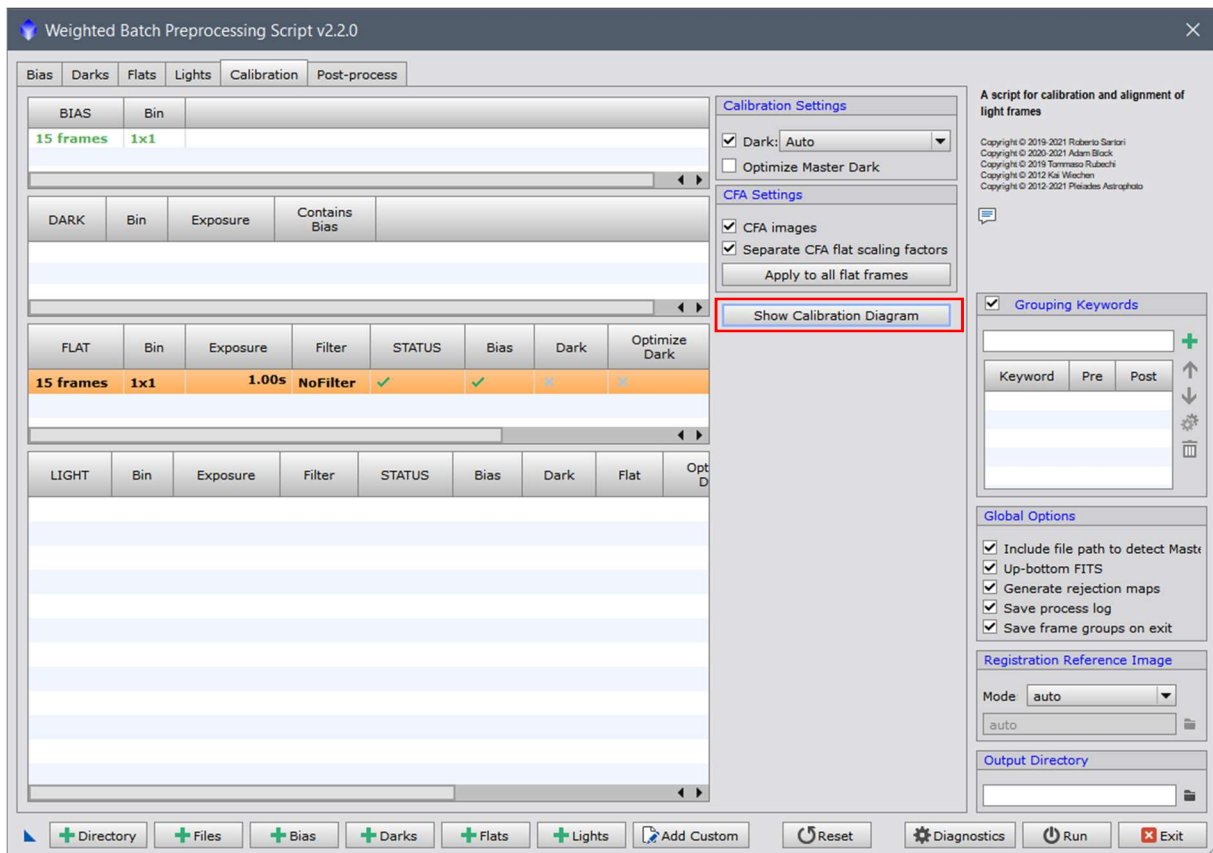 Weighted Batch Preprocessing Script v2.2.0
Bias Darks Flats Lights Calibration Post-process
BIAS Bin
15 frames 1x1
DARK Bin Exposure Contains Bias
FLAT Bin Exposure Filter STATUS Bias Dark Optimize Dark
15 frames 1x1 1.00s NoFilter
LIGHT Bin Exposure Filter STATUS Bias Dark Flat Opt
D
Calibration Settings
Dark: Auto
Optimize Master Dark
CFA Settings
CFA images
Separate CFA flat scaling factors
Apply to all flat frames
Show Calibration Diagram
A script for calibration and alignment of
light frames
Copyright © 2019-2021 Roberto Sartori
Copyright © 2020-2021 Adam Block
Copyright © 2019 Tommaso Rubechi
Copyright © 2012 Kai Wiechen
Copyright © 2012-2021 Pleiades Astrophoto
Grouping Keywords
Keyword Pre Post
Global Options
Include file path to detect Maste
Up-bottom FITS
Generate rejection maps
Save process log
Save frame groups on exit
Registration Reference Image
Mode auto
auto
Output Directory
Directory Files Bias Darks Flats Lights Add Custom Reset Diagnostics Run Exit